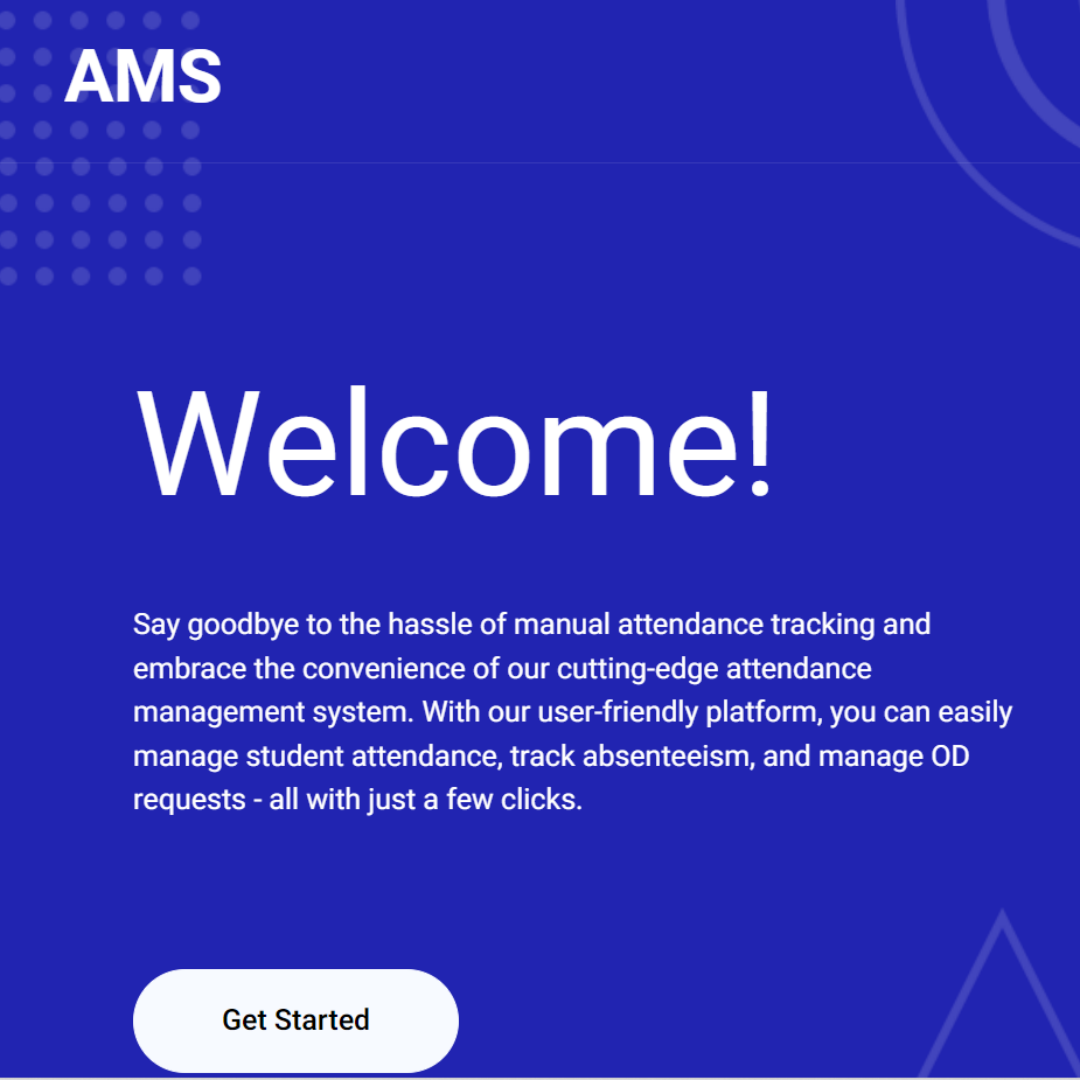 AMS
Welcome!
Say goodbye to the hassle of manual attendance tracking and
embrace the convenience of our cutting-edge attendance
management system. With our user-friendly platform, you can easily
manage student attendance, track absenteeism, and manage OD
requests - all with just a few clicks.
Get Started